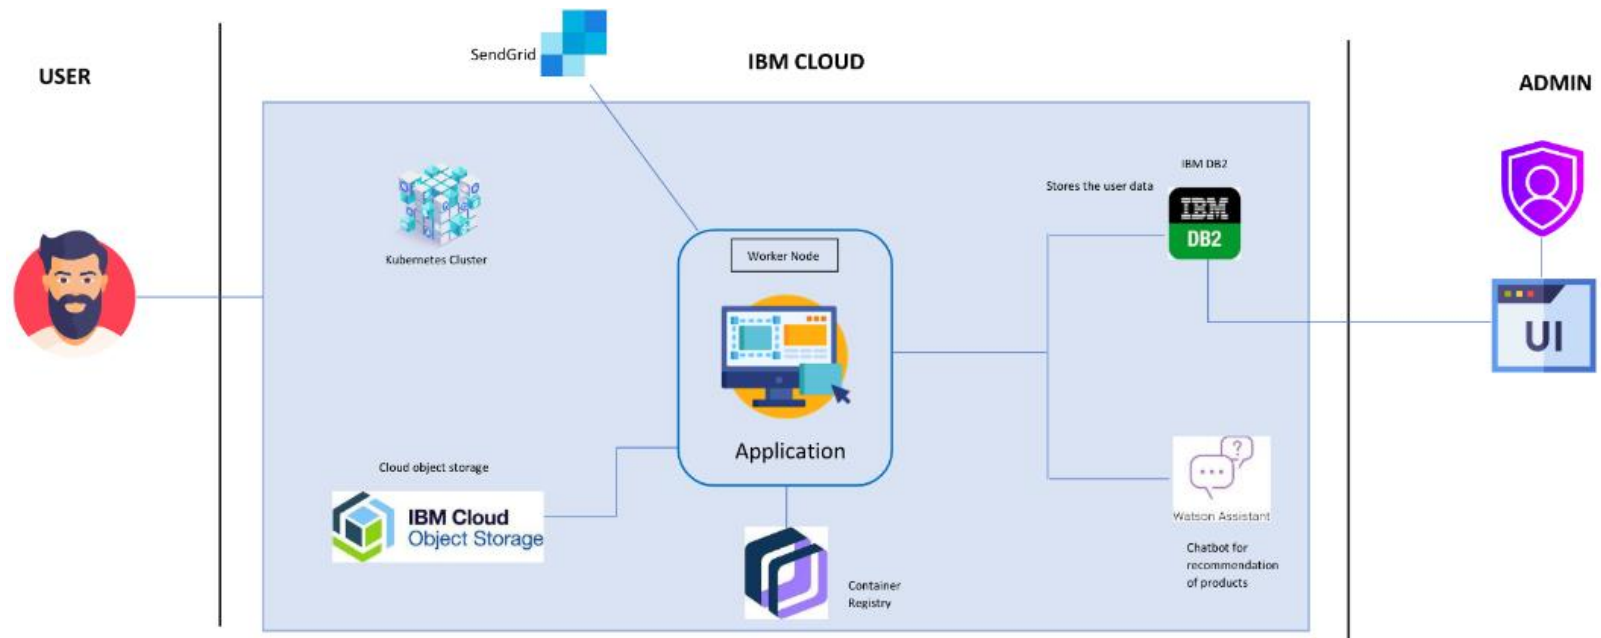 USER
SendGrid
IBM CLOUD
ADMIN
Kubernetes Cluster
Worker Node
Application
IBM DB2
Stores the user data
IBM
DB2
UI
Cloud object storage
IBM Cloud
Object Storage
Container
Registry
?
Watson Assistant
Chatbot for
recommendation
of products